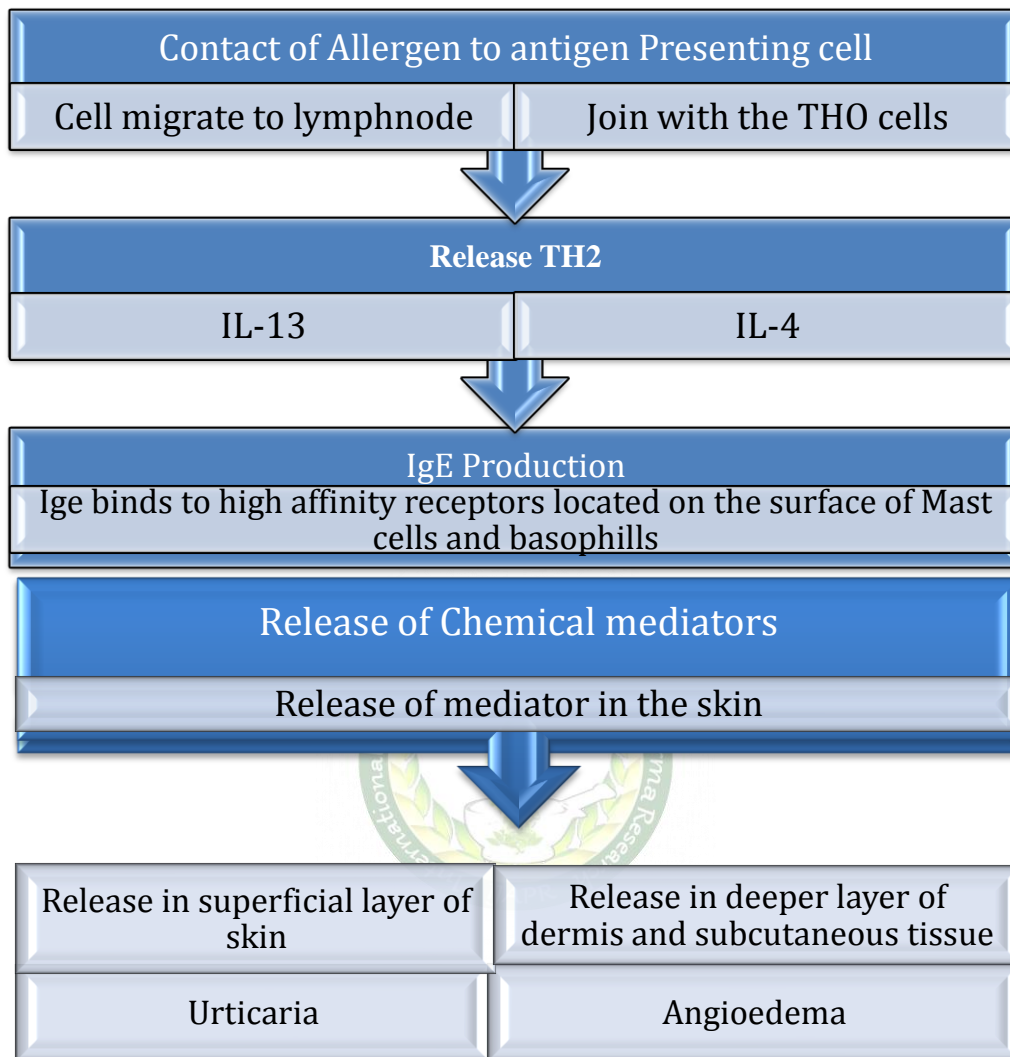 Contact of Allergen to antigen Presenting cell
Cell migrate to lymphnode
Join with the THO cells
Release TH2
IL-13
IL-4
IgE Production
Ige binds to high affinity receptors located on the surface of Mast
cells and basophills
Release of Chemical mediators
Release of mediator in the skin
Release in superficial layer of
skin
Release in deeper layer of
dermis and subcutaneous tissue
Urticaria
Angioedema